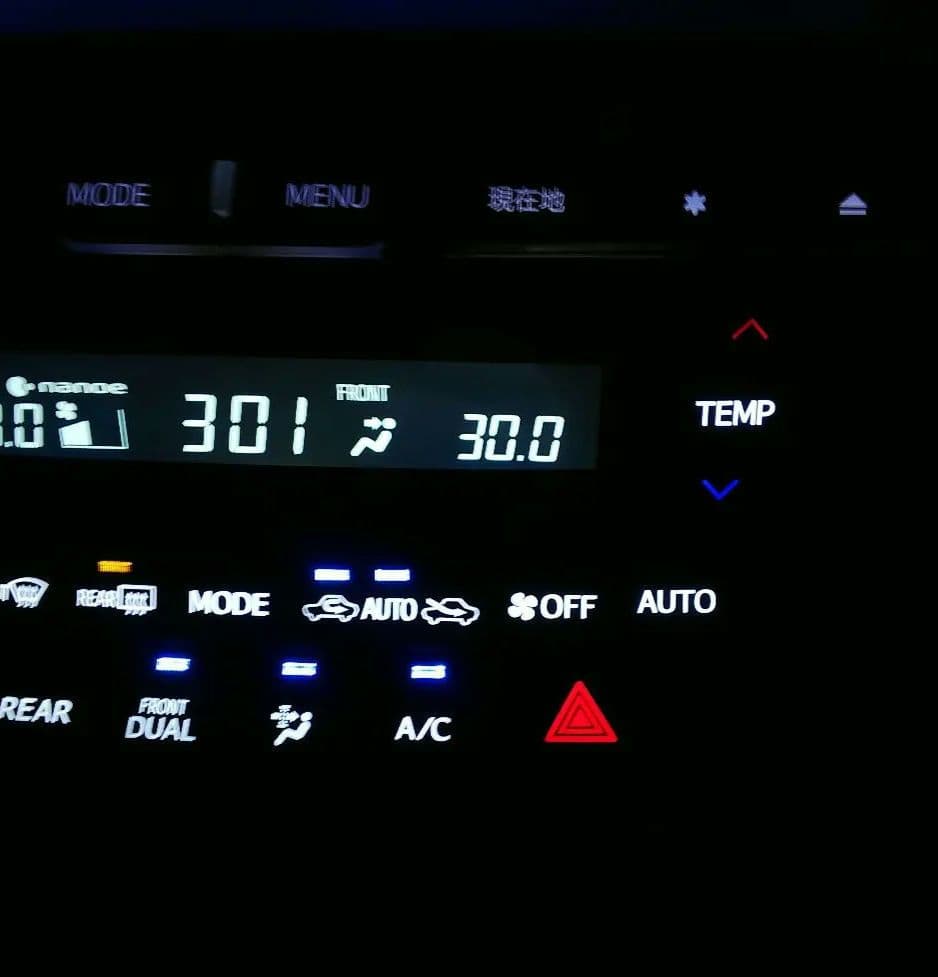 MODE MENU 現在地 *
nanoe
FRONT
.0 301 30.0
TEMP
REAR MODE AUTO OFF AUTO
REAR
FRONT
DUAL
A/C